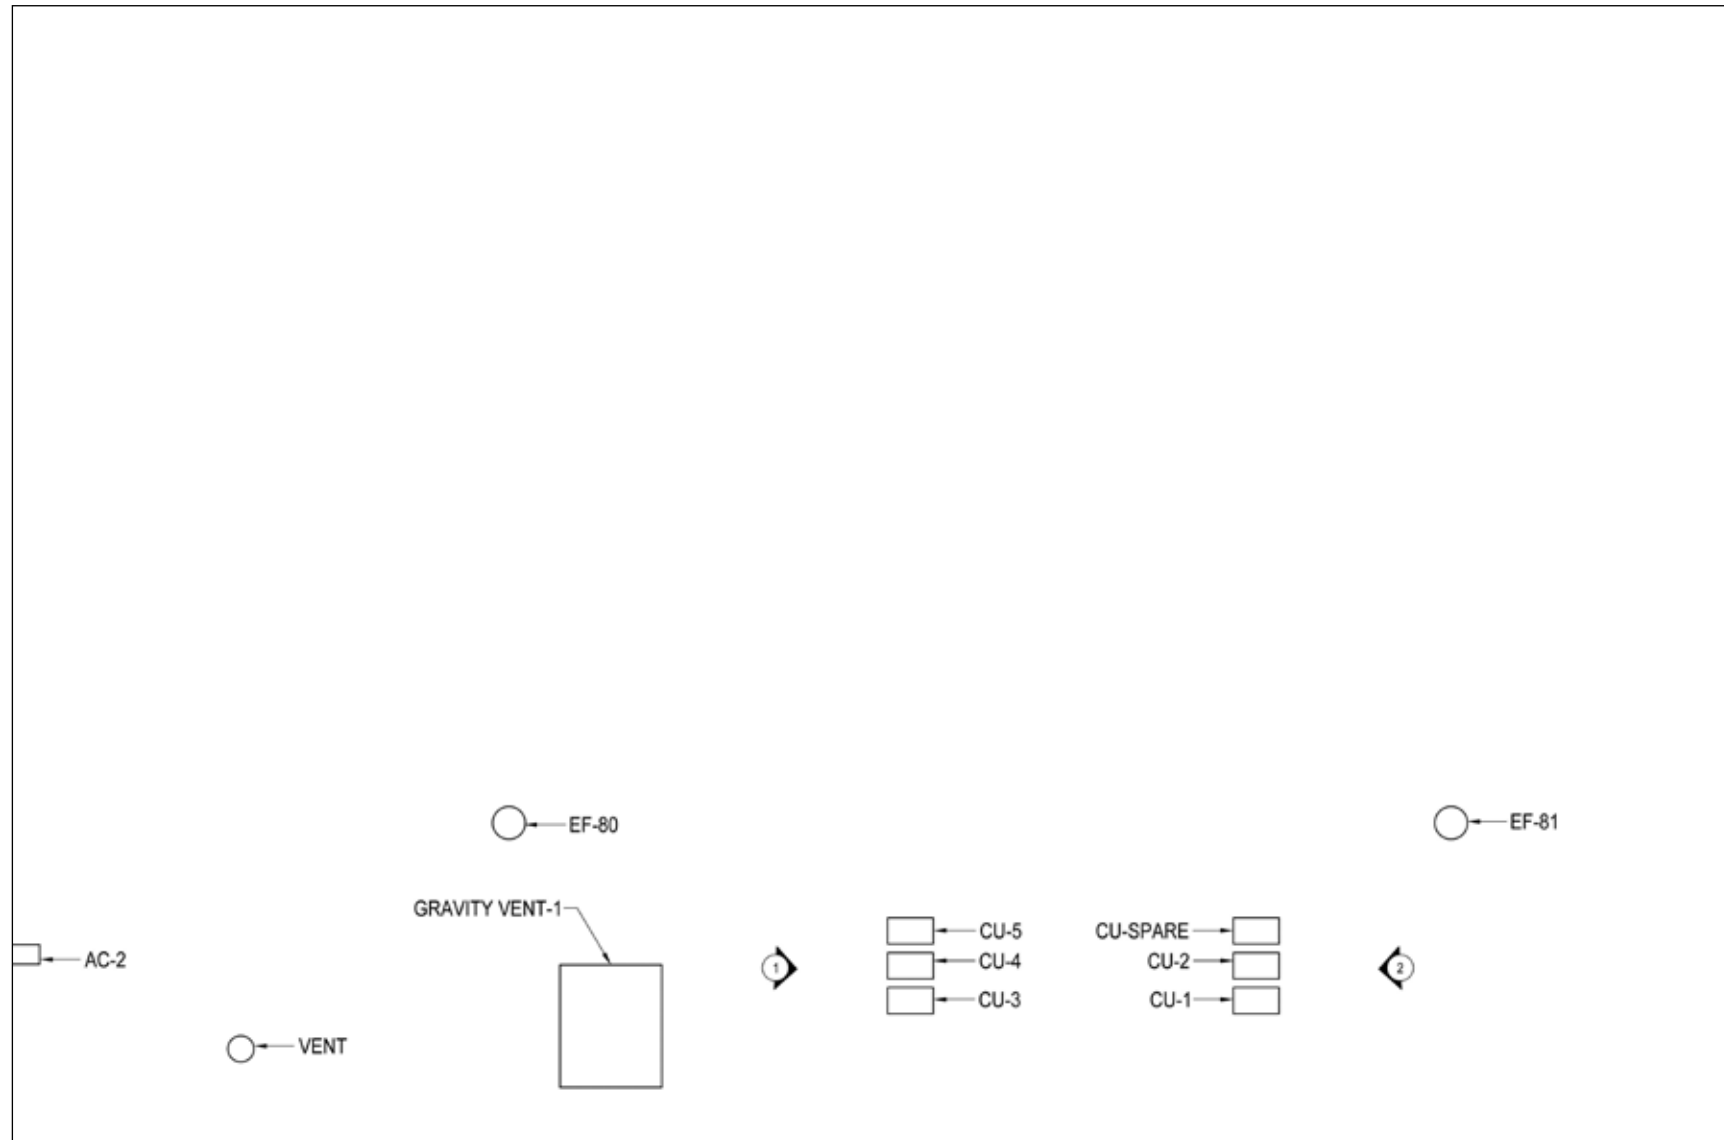 EF-80
EF-81
GRAVITY VENT-1
CU-5
CU-SPARE
AC-2
1
CU-4
CU-2
2
CU-3
CU-1
VENT